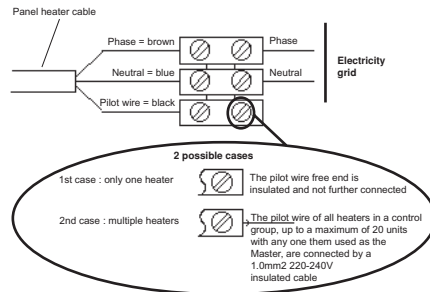 Panel heater cable
Phase = brown
Phase
Neutral = blue
Neutral
Electricity
grid
Pilot wire = black
2 possible cases
1st case : only one heater
The pilot wire free end is
insulated and not further connected
2nd case : multiple heaters
The pilot wire of all heaters in a control
group, up to a maximum of 20 units
with any one them used as the
Master, are connected by a
1.0mm2 220-240V
insulated cable